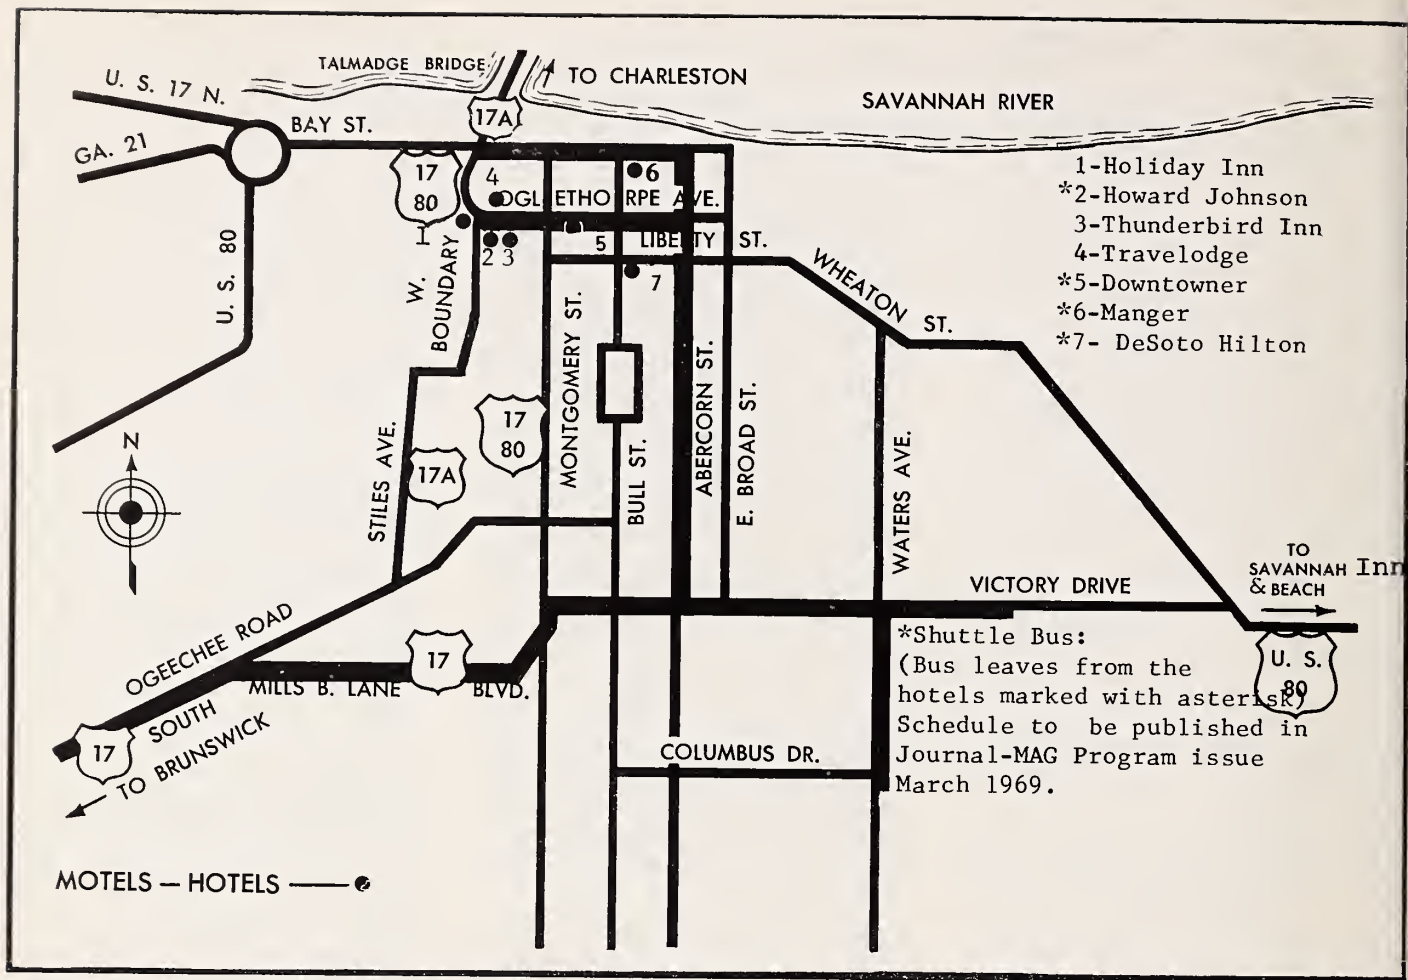 TALMADGE BRIDGE
TO CHARLESTON
SAVANNAH RIVER
U. S. 17 N.
GA. 21
BAY ST.
17A
17
80
4
6
OGLETHORPE AVE.
1
2 3
5
LIBERTY ST.
7
1-Holiday Inn
*2-Howard Johnson
3-Thunderbird Inn
4-Travelodge
*5-Downtowner
*6-Manger
*7- DeSoto Hilton
U. S. 80
W.
BOUNDARY
WHEATON ST.
MONTGOMERY ST.
17
80
ABERCORN ST.
E. BROAD ST.
BULL ST.
WATERS AVE.
STILES AVE.
17A
N
TO
SAVANNAH Inn
& BEACH
VICTORY DRIVE
U. S.
80
OGEECHEE ROAD
17
MILLS B. LANE BLVD.
17
SOUTH
TO BRUNSWICK
COLUMBUS DR.
*Shuttle Bus:
(Bus leaves from the
hotels marked with asterisk)
Schedule to be published in
Journal-MAG Program issue
March 1969.
MOTELS — HOTELS